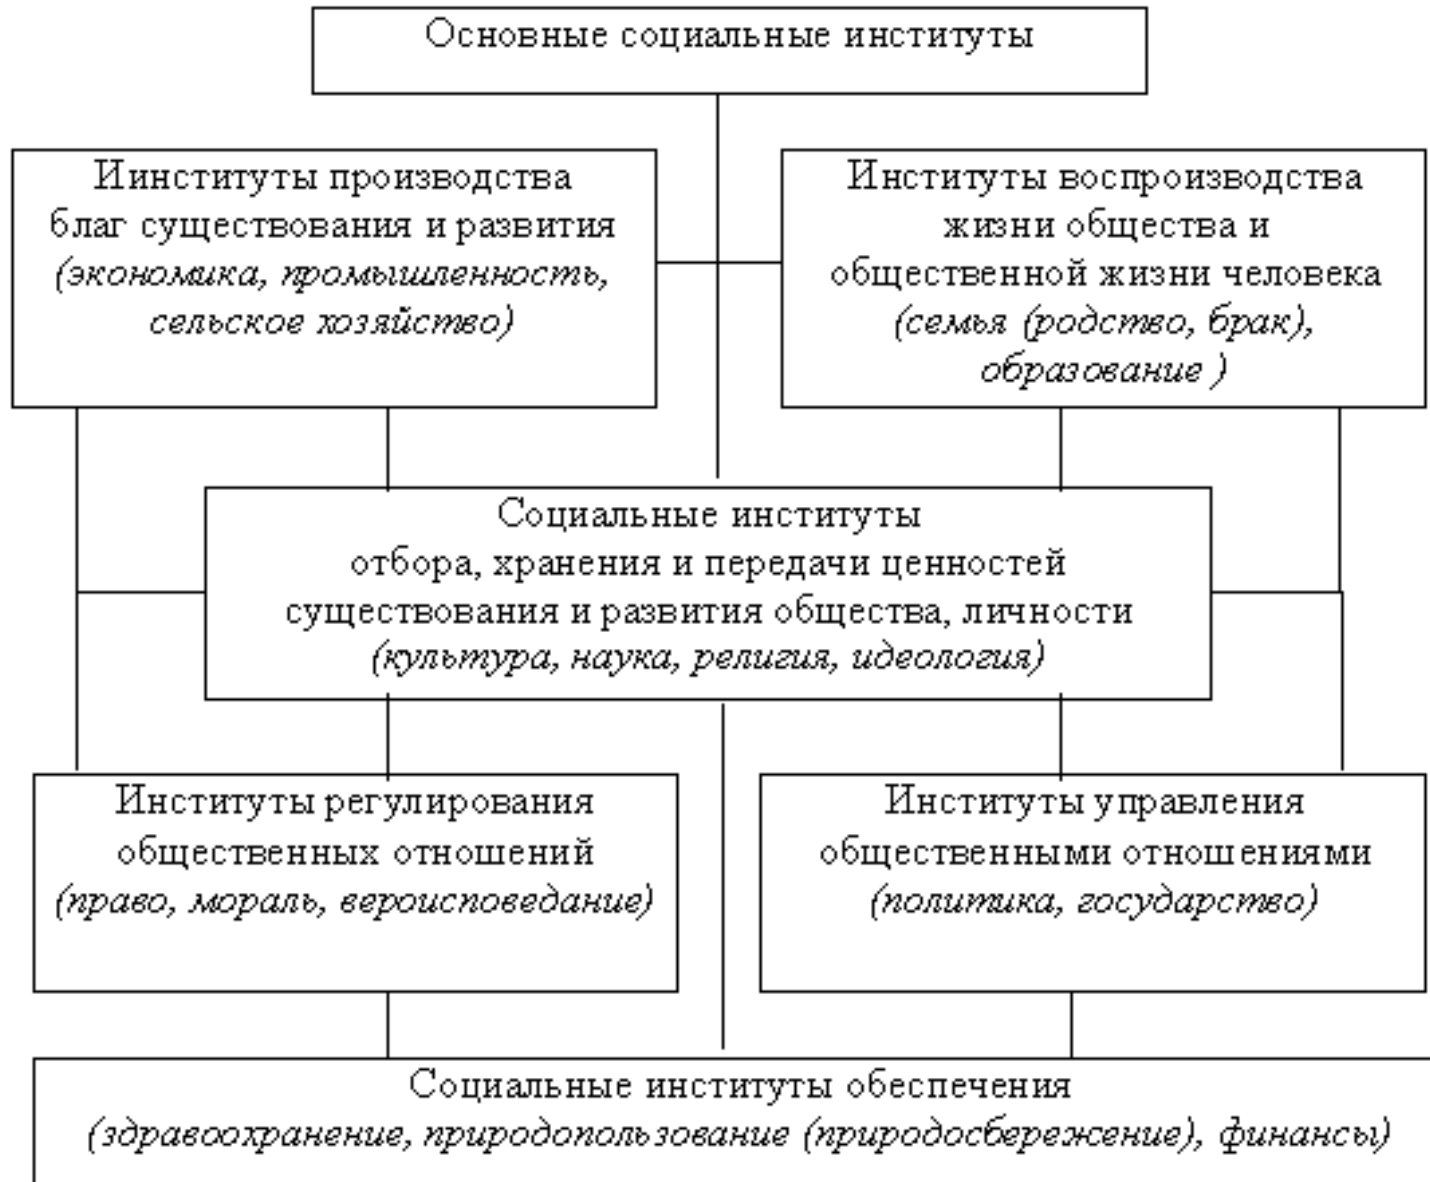 Основные социальные институты
Иинституты производства
благ существования и развития
(экономика, промышленность,
сельское хозяйство)
Институты воспроизводства
жизни общества и
общественной жизни человека
(семья (родство, брак),
образование )
Социальные институты
отбора, хранения и передачи ценностей
существования и развития общества, личности
(культура, наука, религия, идеология)
Институты регулирования
общественных отношений
(право, мораль, вероисповедание)
Институты управления
общественными отношениями
(политика, государство)
Социальные институты обеспечения
(здравоохранение, природопользование (природосбережение), финансы)